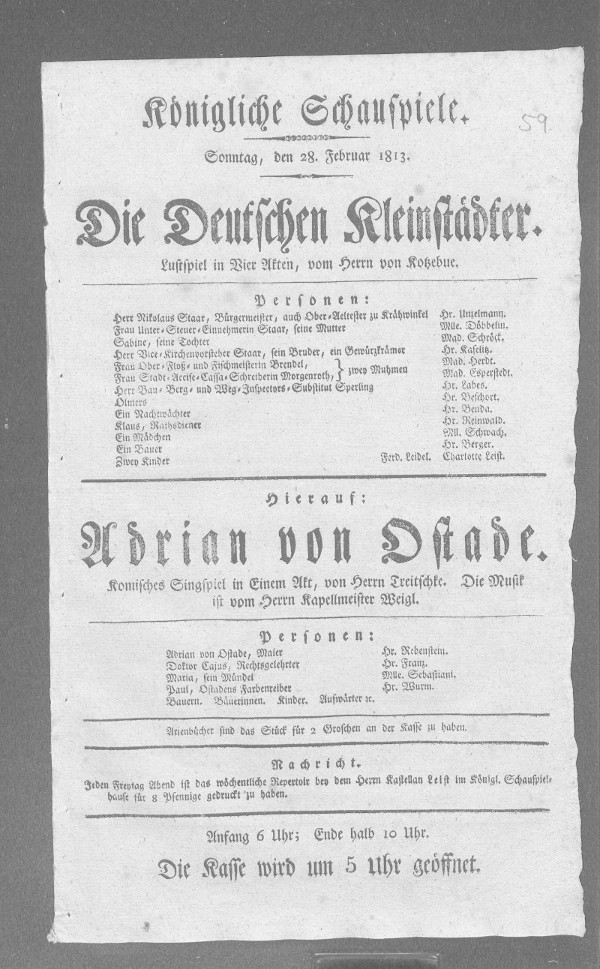 59
Königliche Schauspiele.
Sonntag, den 28. Februar 1813.
Die Deutschen Kleinstädter.
Lustspiel in Vier Akten, vom Herrn von Kotzebue.
Personen:
Herr Nikolaus Staar, Bürgermeister, auch Ober-Aeltester zu Krähwinkel Hr. Unzelmann.
Frau Unter-Steuer-Einnehmerin Staar, seine Mutter Mlle. Döbbelin.
Sabine, seine Tochter Mad. Schröck.
Herr Vice-Kirchenvorsteher Staar, sein Bruder, ein Gewürzkrämer Hr. Kaselitz.
Frau Ober-Floß- und Fischmeisterin Brendel, Mad. Herdt.
Frau Stadt-Accise-Cassa-Schreiberin Morgenroth, } zwey Muhmen Mad. Esperstedt.
Herr Bau- Berg- und Weg-Inspectors-Substitut Sperling Hr. Labes.
Olmers Hr. Beschort.
Ein Nachtwächter Hr. Benda.
Klaus, Rathsdiener Hr. Reinwald.
Ein Mädchen Mll. Schwach.
Ein Bauer Hr. Berger.
Zwey Kinder Ferd. Leidel. Charlotte Leist.
Hierauf:
Adrian von Ostade.
Komisches Singspiel in Einem Akt, von Herrn Treitschke. Die Musik
ist vom Herrn Kapellmeister Weigl.
Personen:
Adrian von Ostade, Maler Hr. Rebenstein.
Doktor Cajus, Rechtsgelehrter Hr. Franz.
Maria, sein Mündel Mlle. Sebastiani.
Paul, Ostadens Farbenreiber Hr. Wurm.
Bauern. Bäuerinnen. Kinder. Aufwärter ꝛc.
Arienbücher sind das Stück für 2 Groschen an der Kasse zu haben.
Nachricht.
Jeden Freytag Abend ist das wöchentliche Repertoir bey dem Herrn Kastellan Leist im Königl. Schauspiel-
hause für 8 Pfennige gedruckt zu haben.
Anfang 6 Uhr; Ende halb 10 Uhr.
Die Kasse wird um 5 Uhr geöffnet.